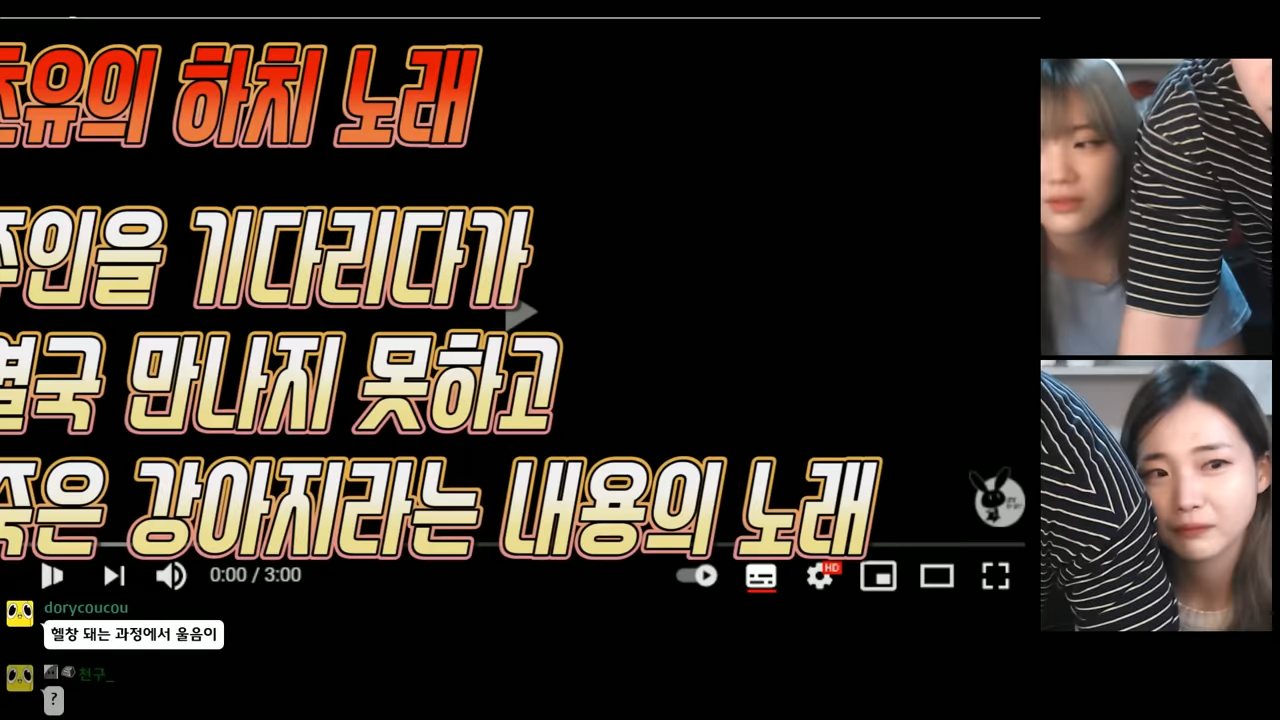 초유의 하치 노래
주인을 기다리다가
결국 만나지 못하고
죽은 강아지라는 내용의 노래
HD
0:00 / 3:00
dorycoucou
헬창 돼는 과정에서 울음이
천구_
?